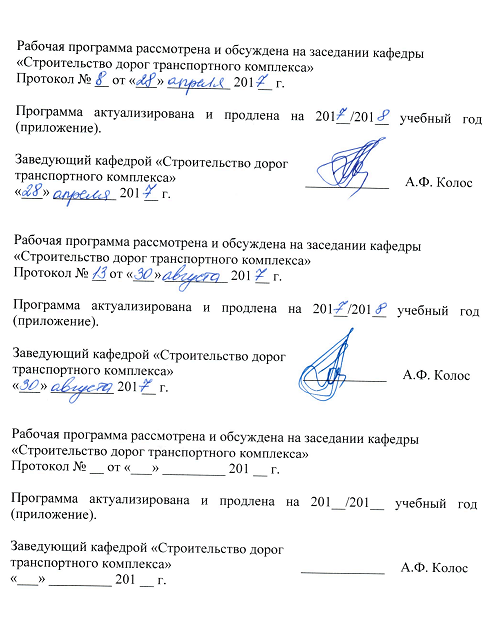 Рабочая программа рассмотрена и обсуждена на заседании кафедры
«Строительство дорог транспортного комплекса»
Протокол № 8 от «28» апреля 2017 г.
Программа актуализирована и продлена на 2017/2018 учебный год
(приложение).
Заведующий кафедрой «Строительство дорог
транспортного комплекса» ____________ А.Ф. Колос
«28» апреля 2017 г.
Рабочая программа рассмотрена и обсуждена на заседании кафедры
«Строительство дорог транспортного комплекса»
Протокол № 13 от «30» августа 2017 г.
Программа актуализирована и продлена на 2017/2018 учебный год
(приложение).
Заведующий кафедрой «Строительство дорог
транспортного комплекса» ____________ А.Ф. Колос
«30» августа 2017 г.
Рабочая программа рассмотрена и обсуждена на заседании кафедры
«Строительство дорог транспортного комплекса»
Протокол № __ от «___» _________ 201 __ г.
Программа актуализирована и продлена на 201__/201__ учебный год
(приложение).
Заведующий кафедрой «Строительство дорог
транспортного комплекса» ____________ А.Ф. Колос
«___» _________ 201 __ г.